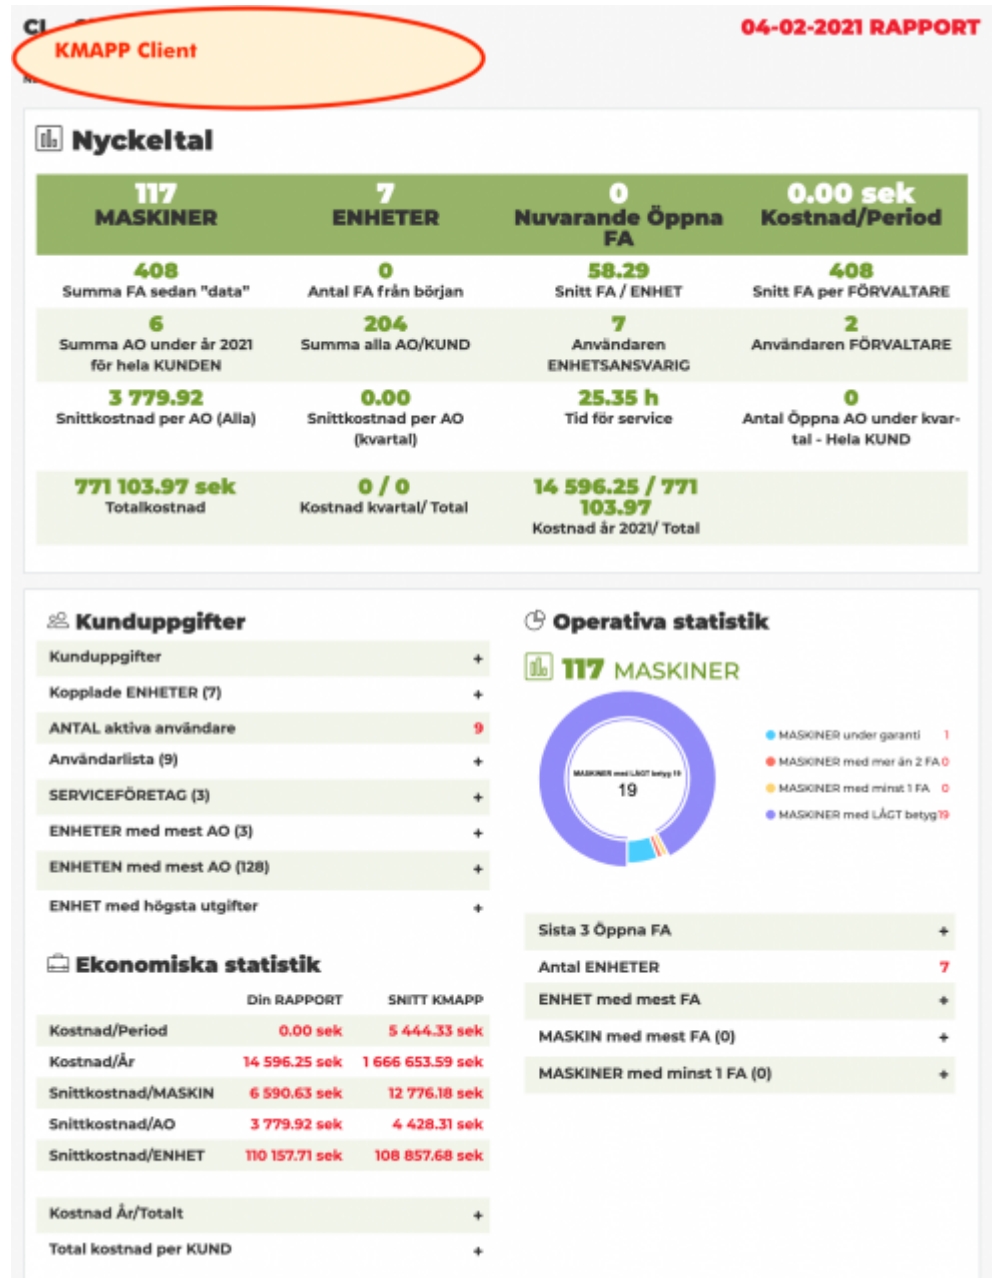 04-02-2021 RAPPORT
KMAPP Client
Nyckeltal
117
MASKINER
7
ENHETER
0
Nuvarande Öppna
FA
0.00 sek
Kostnad/Period
408
Summa FA sedan "data"
0
Antal FA från början
58.29
Snitt FA / ENHET
408
Snitt FA per FÖRVALTARE
6
Summa AO under år 2021
för hela KUNDEN
204
Summa alla AO/KUND
7
Användaren
ENHETSANSVARIG
2
Användaren FÖRVALTARE
3 779.92
Snittkostnad per AO (Alla)
0.00
Snittkostnad per AO
(kvartal)
25.35 h
Tid för service
0
Antal Öppna AO under kvar-
tal - Hela KUND
771 103.97 sek
Totalkostnad
0 / 0
Kostnad kvartal/ Total
14 596.25 / 771
103.97
Kostnad år 2021/ Total
Kunduppgifter
Kunduppgifter +
Kopplade ENHETER (7) +
ANTAL aktiva användare 9
Användarlista (9) +
SERVICEFÖRETAG (3) +
ENHETER med mest AO (3) +
ENHETEN med mest AO (128) +
ENHET med högsta utgifter +
Ekonomiska statistik
Din RAPPORT SNITT KMAPP
Kostnad/Period 0.00 sek 5 444.33 sek
Kostnad/År 14 596.25 sek 1 666 653.59 sek
Snittkostnad/MASKIN 6 590.63 sek 12 776.18 sek
Snittkostnad/AO 3 779.92 sek 4 428.31 sek
Snittkostnad/ENHET 110 157.71 sek 108 857.68 sek
Kostnad År/Totalt +
Total kostnad per KUND +
Operativa statistik
117 MASKINER
MASKINER med LÅGT betyg 19
19
MASKINER under garanti 1
MASKINER med mer än 2 FA 0
MASKINER med minst 1 FA 0
MASKINER med LÅGT betyg 19
Sista 3 Öppna FA +
Antal ENHETER 7
ENHET med mest FA +
MASKIN med mest FA (0) +
MASKINER med minst 1 FA (0) +